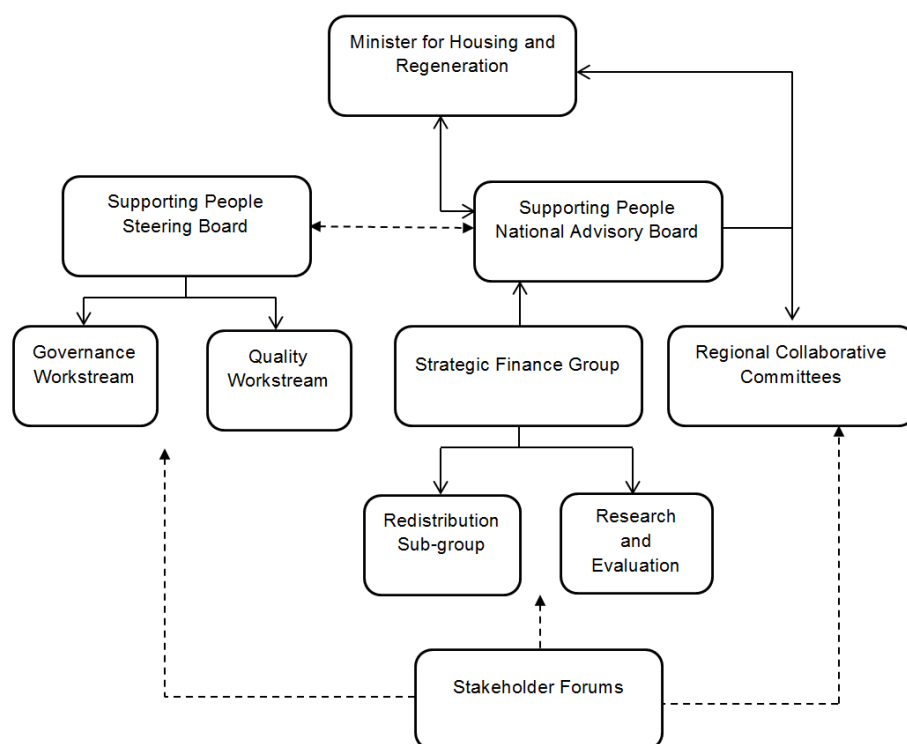 Minister for Housing and
Regeneration
Supporting People
Steering Board
Supporting People
National Advisory Board
Governance
Workstream
Quality
Workstream
Strategic Finance Group
Regional Collaborative
Committees
Redistribution
Sub-group
Research
and
Evaluation
Stakeholder Forums